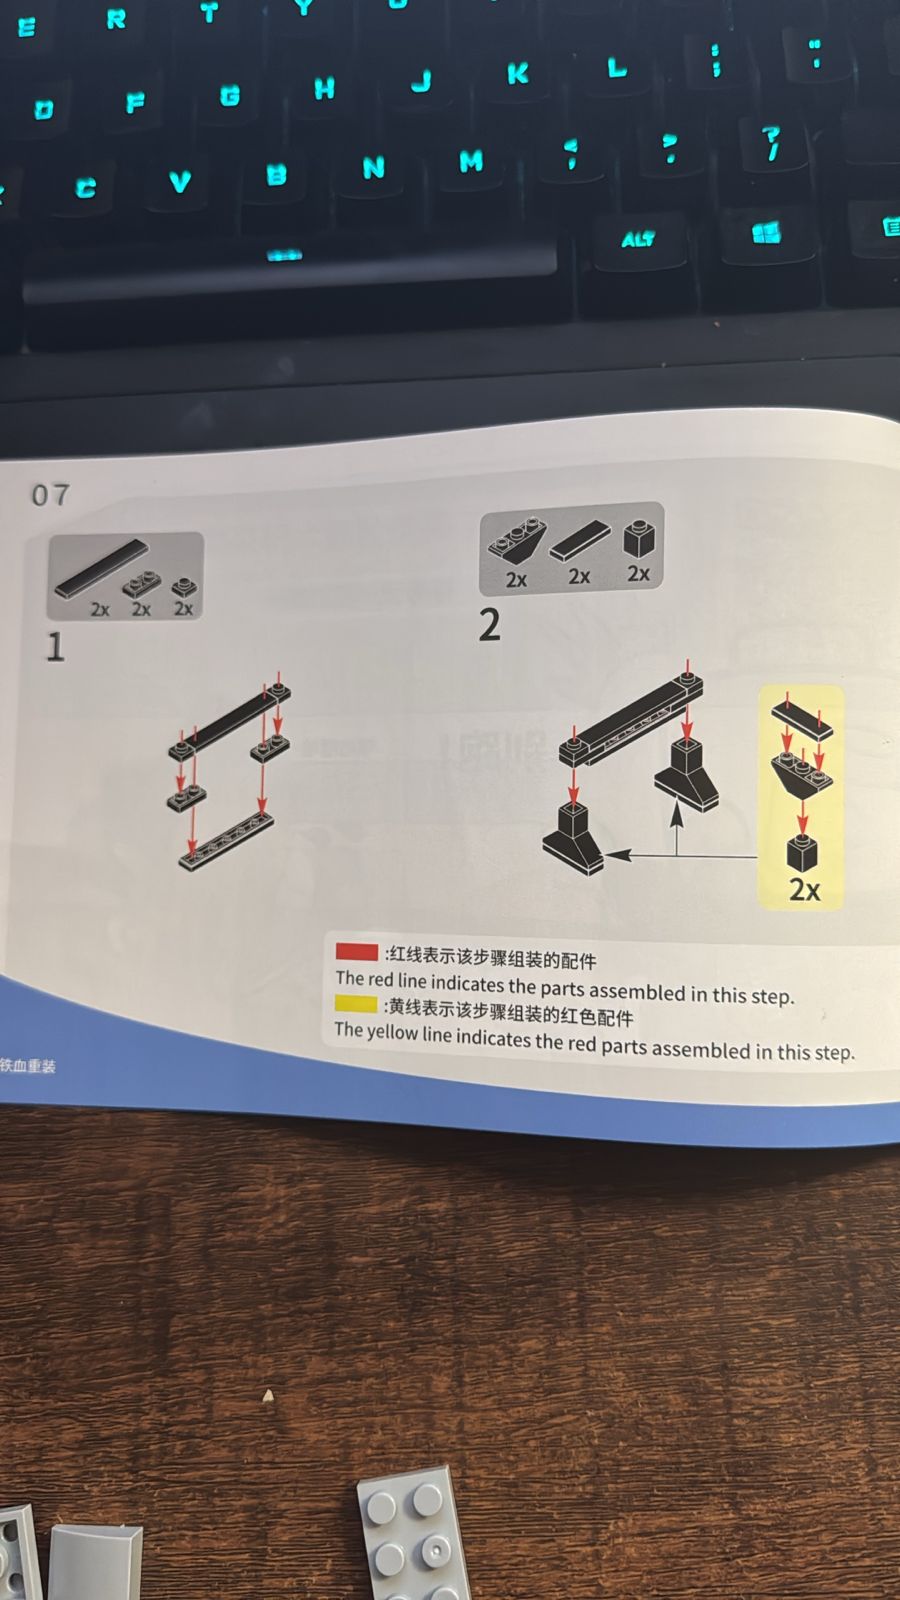 E R T Y
D F G H J K L ; :
" '
C V B N M < , > . ? /
ALT
07
2x 2x 2x
1
2x 2x 2x
2
2x
:红线表示该步骤组装的配件
The red line indicates the parts assembled in this step.
:黄线表示该步骤组装的红色配件
The yellow line indicates the red parts assembled in this step.
铁血重装